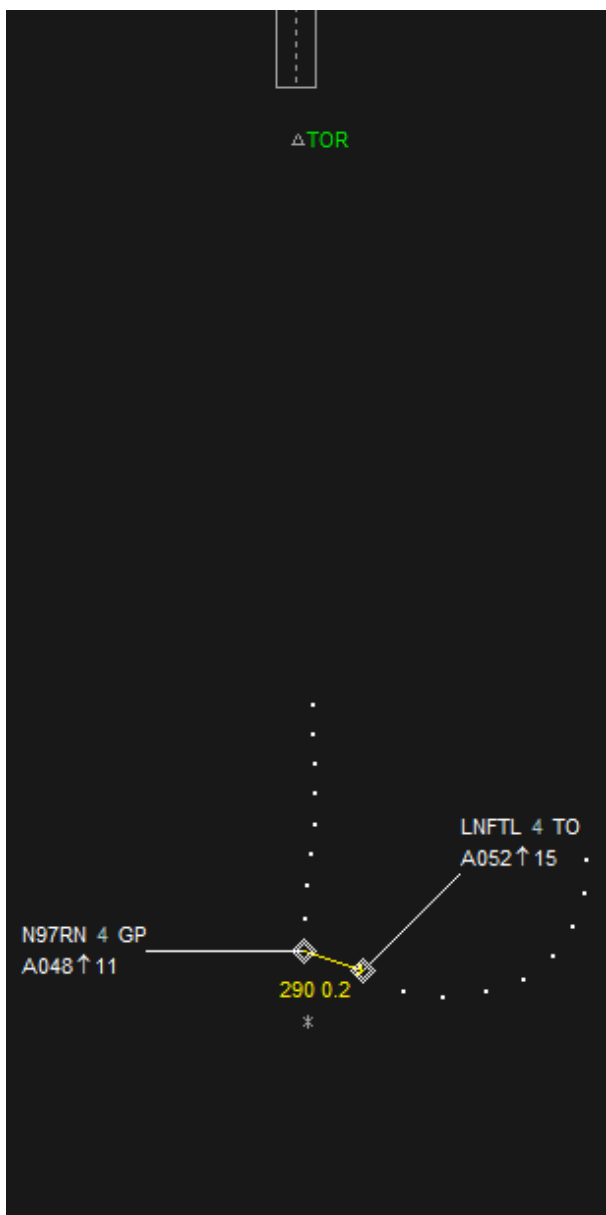 TOR
LNFTL 4 TO
A052↑15
N97RN 4 GP
A048↑11
290 0.2